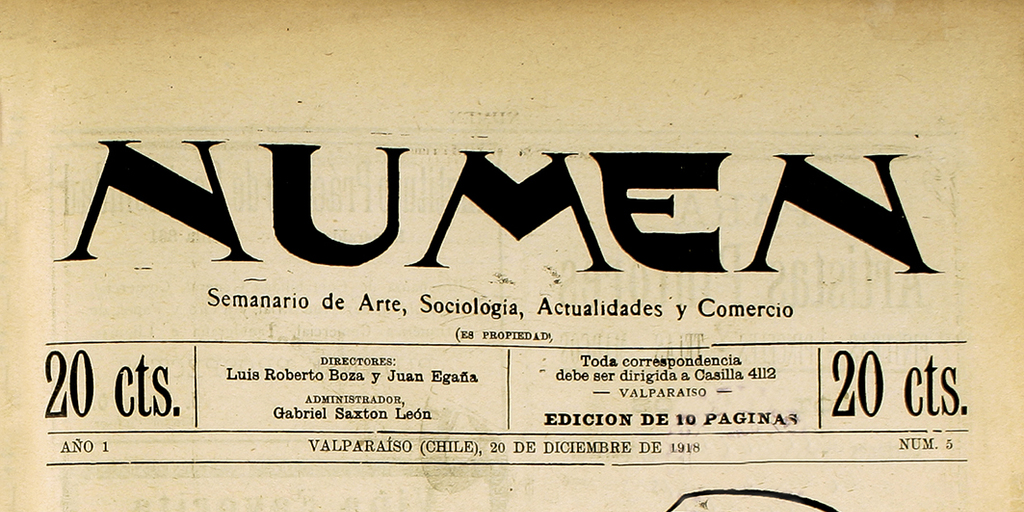 NUMEN
Semanario de Arte, Sociología, Actualidades y Comercio
(ES PROPIEDAD)
20 cts.
DIRECTORES:
Luis Roberto Boza y Juan Egaña
ADMINISTRADOR,
Gabriel Saxton León
Toda correspondencia
debe ser dirigida a Casilla 4112
— VALPARAISO —
EDICION DE 10 PAGINAS
20 cts.
AÑO 1 VALPARAÍSO (CHILE), 20 DE DICIEMBRE DE 1918 NUM. 5